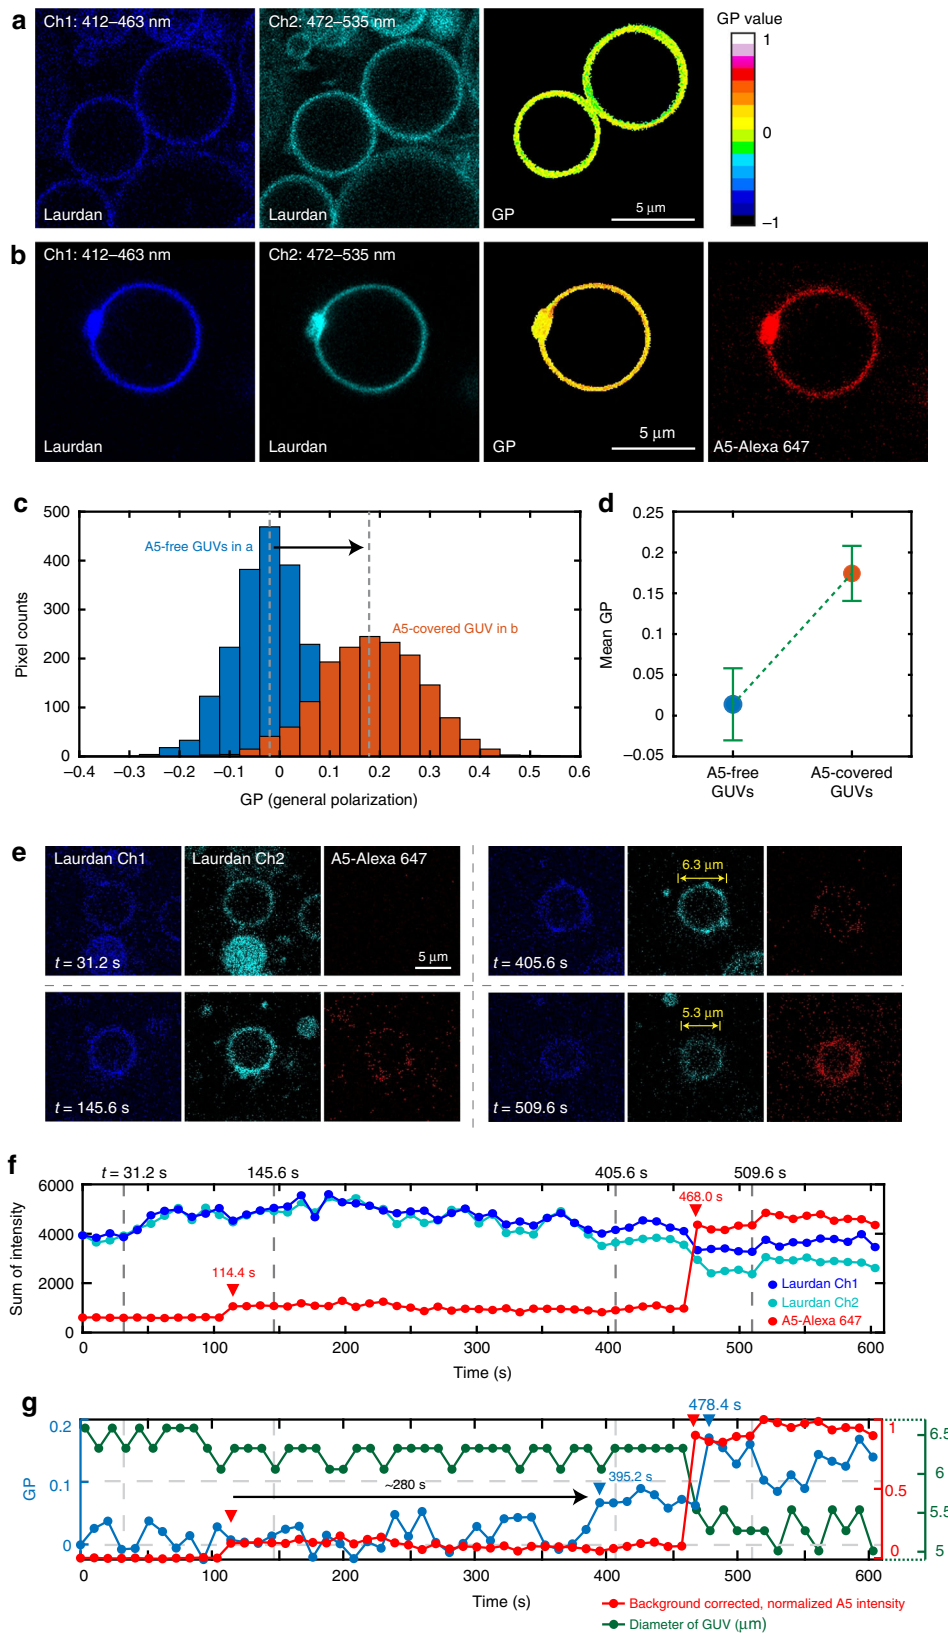 a
Ch1: 412–463 nm
Ch2: 472–535 nm
GP value
1
0
–1
Laurdan
Laurdan
GP
5 μm
b
Ch1: 412–463 nm
Ch2: 472–535 nm
Laurdan
Laurdan
GP
5 μm
A5-Alexa 647
c
500
400
300
200
100
0
Pixel counts
A5-free GUVs in a
A5-covered GUV in b
–0.4 –0.3 –0.2 –0.1 0 0.1 0.2 0.3 0.4 0.5 0.6
GP (general polarization)
d
0.25
0.2
0.15
0.1
0.05
0
–0.05
Mean GP
A5-free GUVs
A5-covered GUVs
e
Laurdan Ch1
Laurdan Ch2
A5-Alexa 647
t = 31.2 s
5 μm
6.3 μm
t = 405.6 s
t = 145.6 s
5.3 μm
t = 509.6 s
f
t = 31.2 s
145.6 s
405.6 s
509.6 s
6000
4000
2000
0
Sum of intensity
114.4 s
468.0 s
Laurdan Ch1
Laurdan Ch2
A5-Alexa 647
0 100 200 300 400 500 600
Time (s)
g
478.4 s
0.2
0.1
0
GP
~280 s
395.2 s
1
0.5
0
6.5
6
5.5
5
0 100 200 300 400 500 600
Time (s)
Background corrected, normalized A5 intensity
Diameter of GUV (μm)